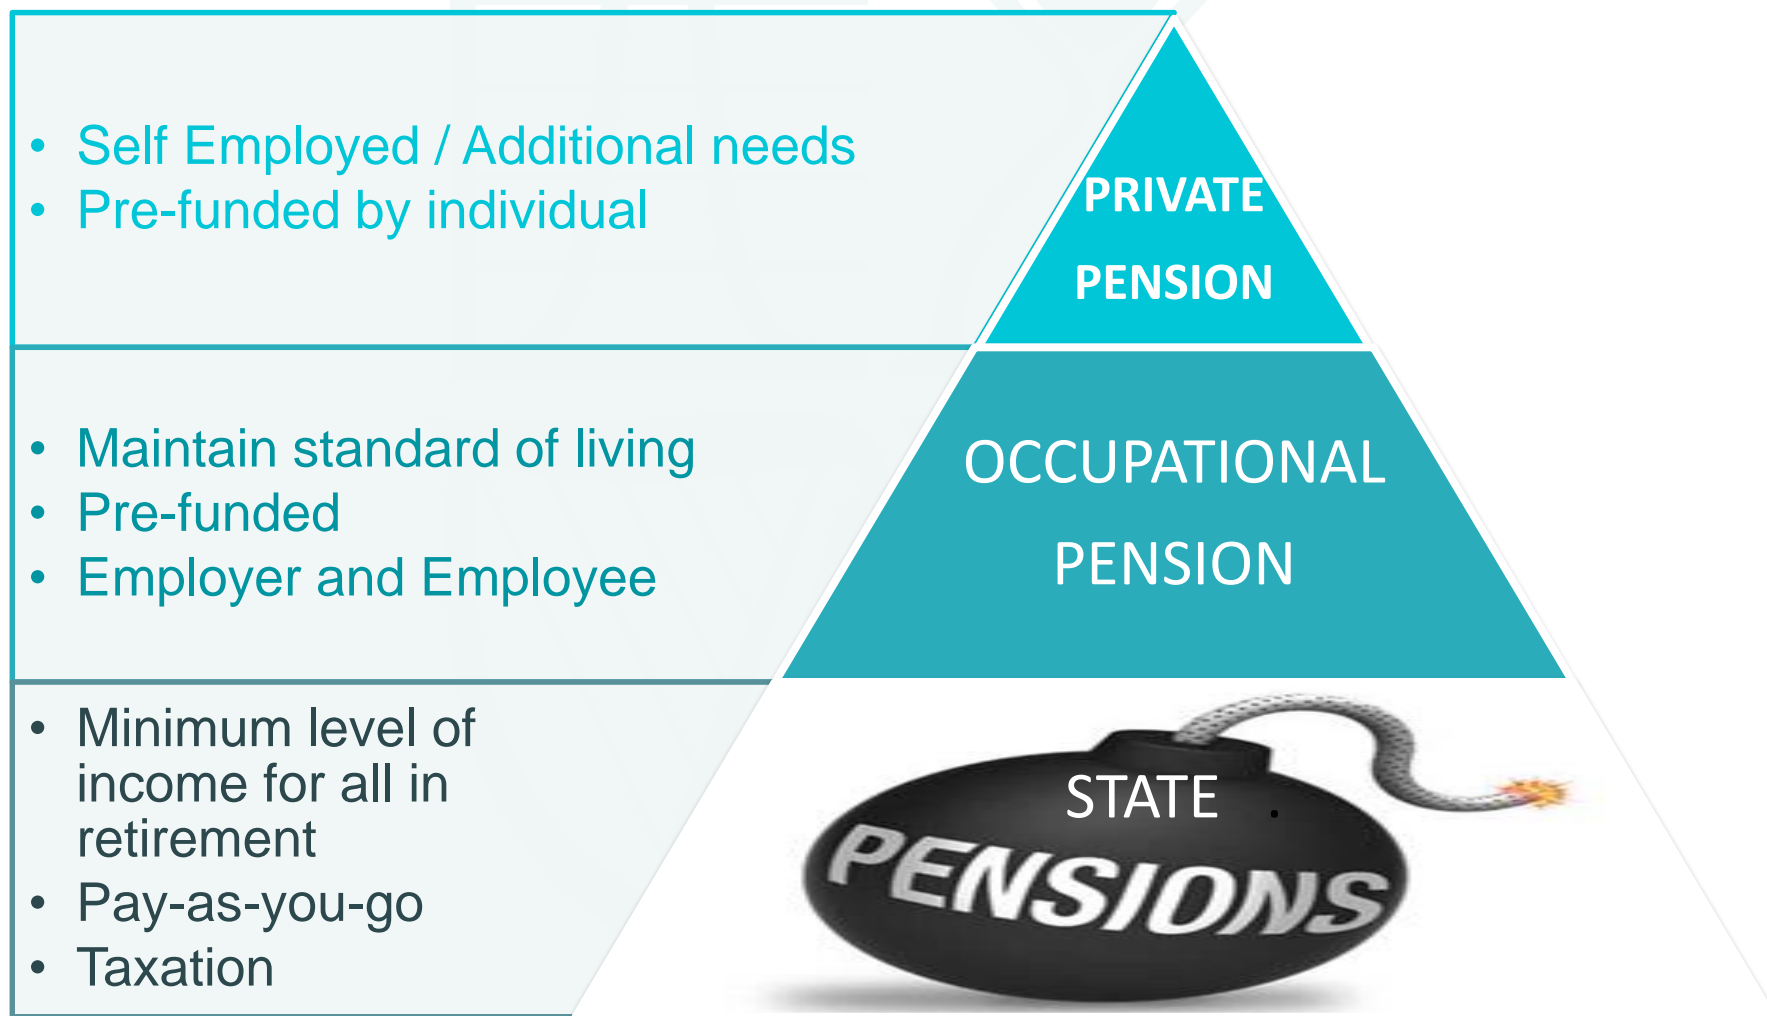 • Self Employed / Additional needs
• Pre-funded by individual
PRIVATE
PENSION
• Maintain standard of living
• Pre-funded
• Employer and Employee
OCCUPATIONAL
PENSION
• Minimum level of
income for all in
retirement
• Pay-as-you-go
• Taxation
STATE .
PENSIONS